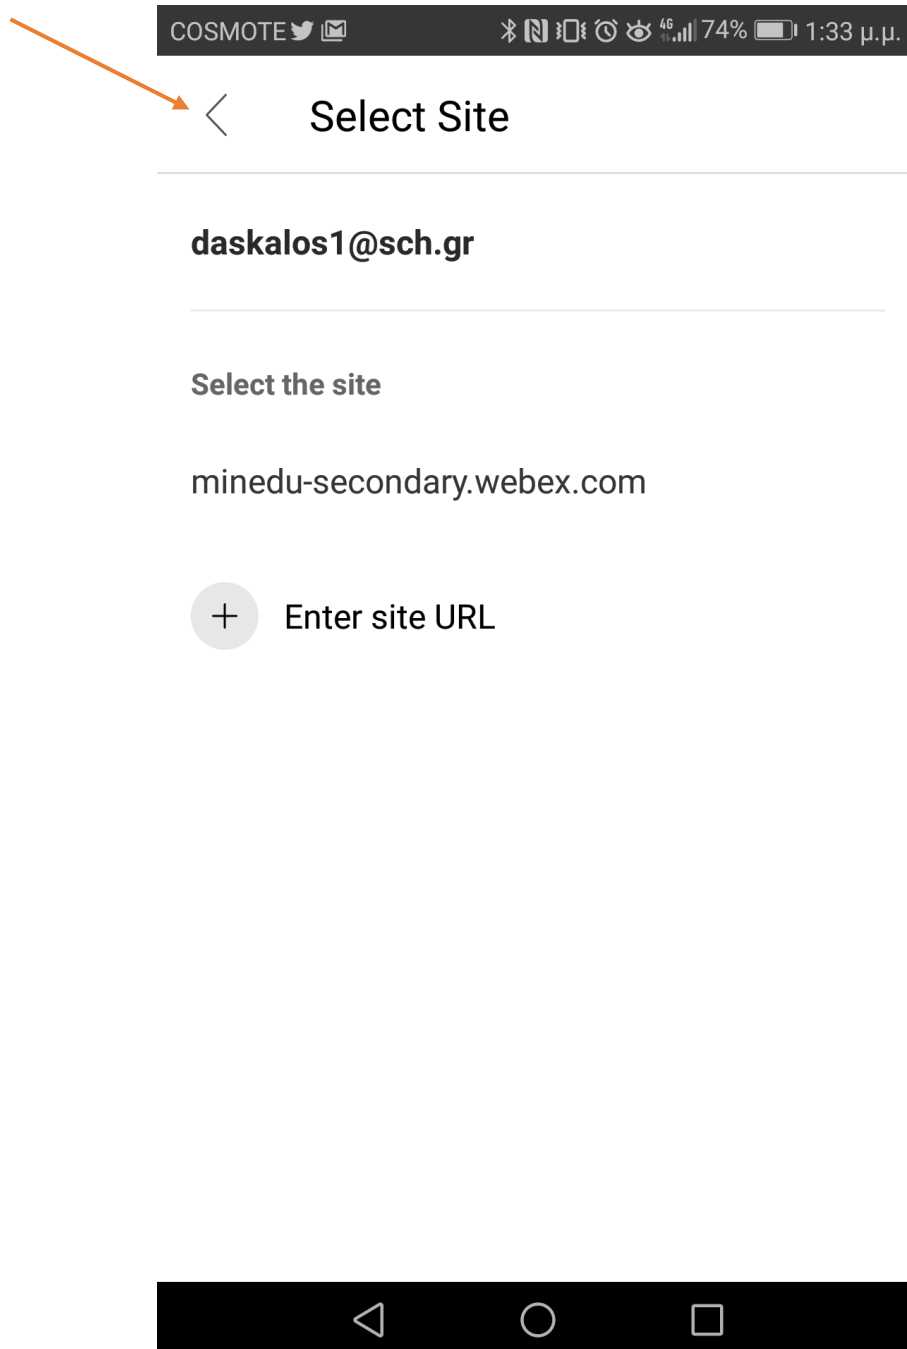 COSMOTE 4G 74% 1:33 μ.μ.
Select Site
daskalos1@sch.gr
Select the site
minedu-secondary.webex.com
+ Enter site URL